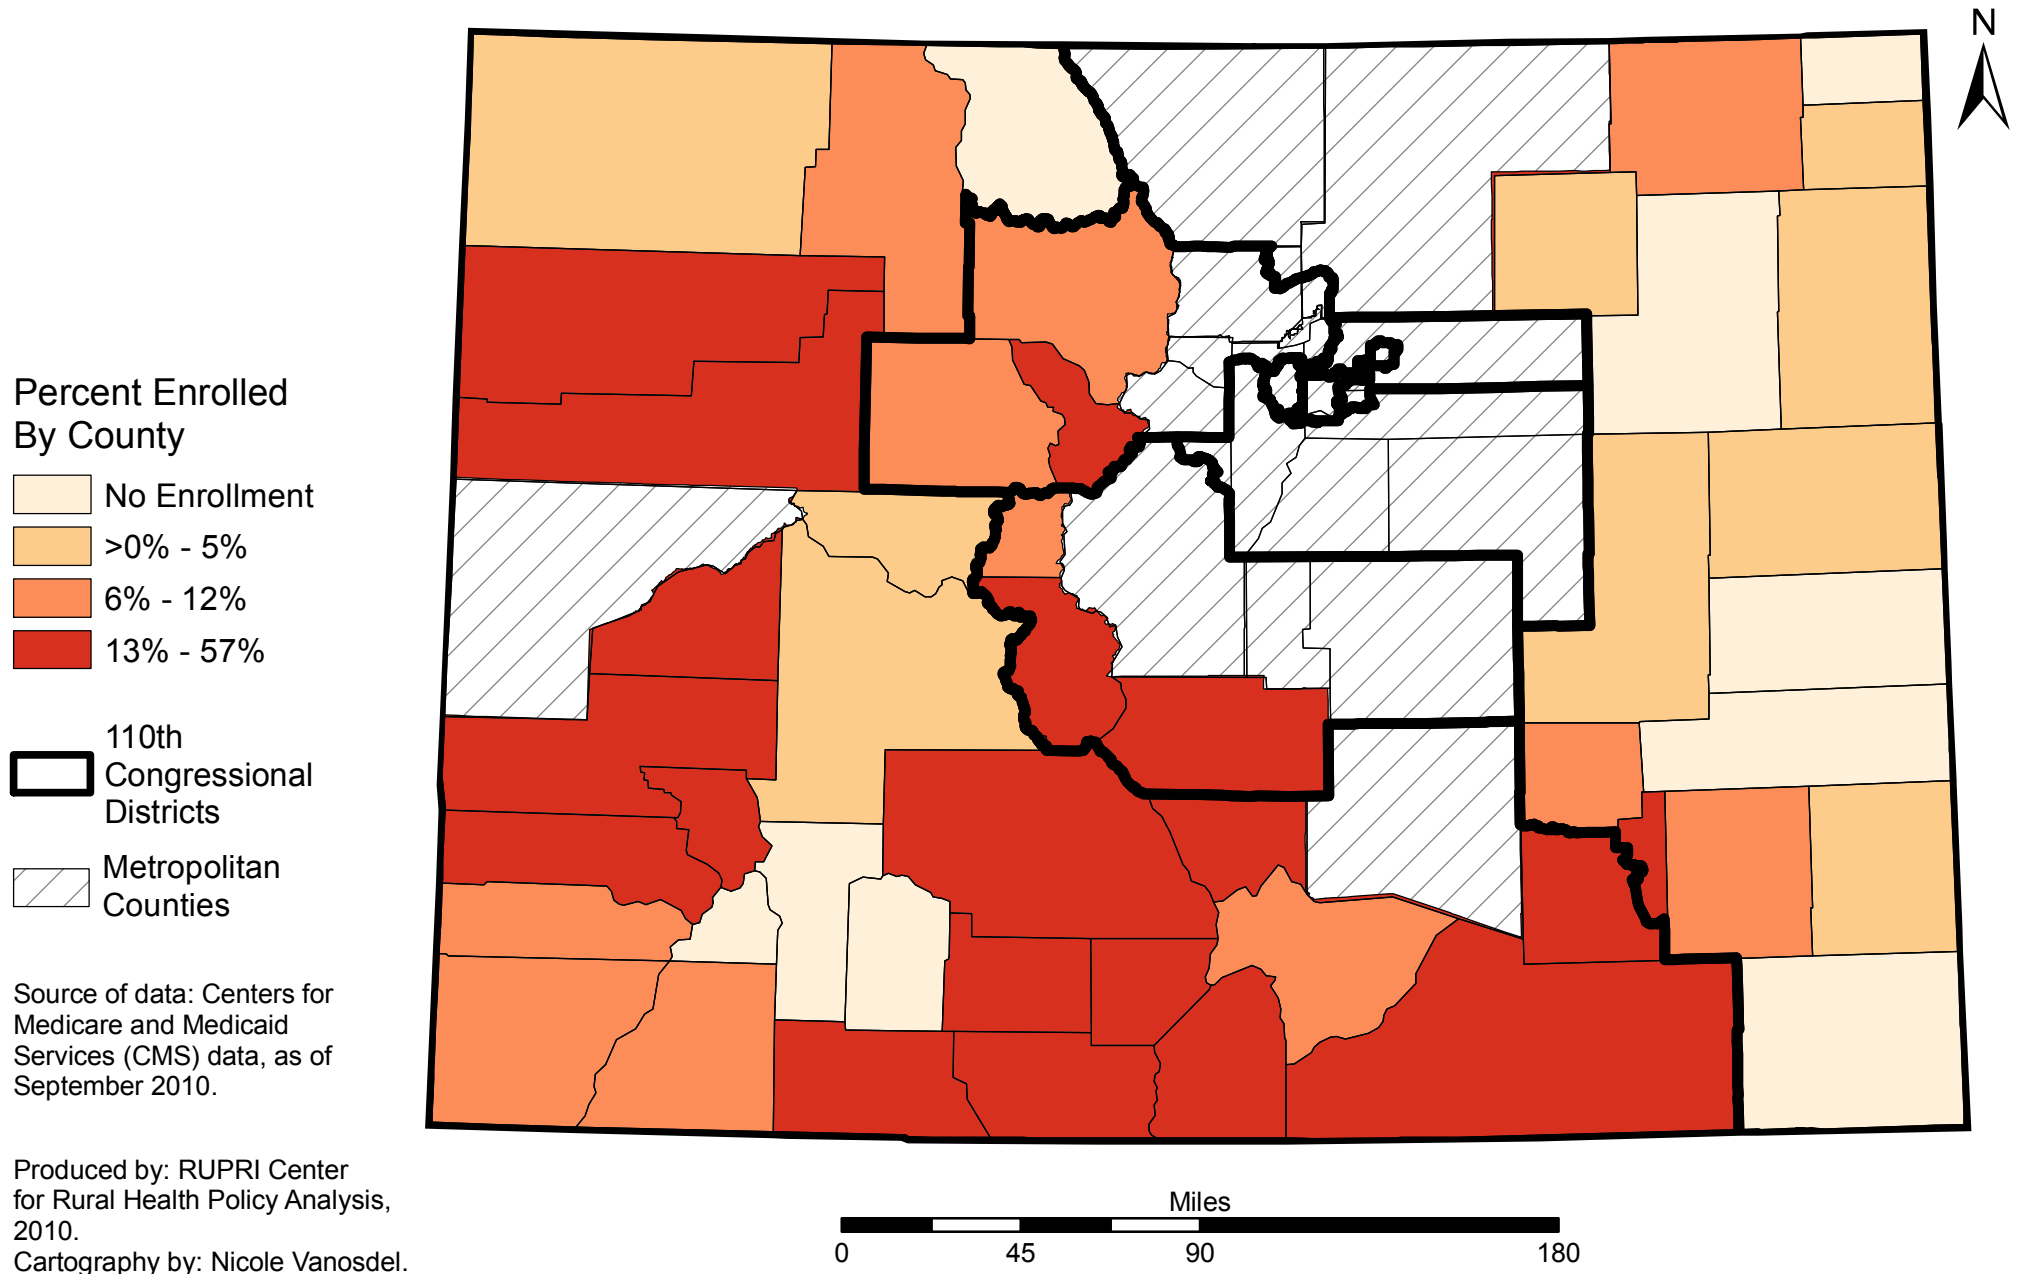 N
Percent Enrolled
By County
No Enrollment
>0% - 5%
6% - 12%
13% - 57%
110th
Congressional
Districts
Metropolitan
Counties
Source of data: Centers for
Medicare and Medicaid
Services (CMS) data, as of
September 2010.
Produced by: RUPRI Center
for Rural Health Policy Analysis,
2010.
Cartography by: Nicole Vanosdel.
Miles
0 45 90 180